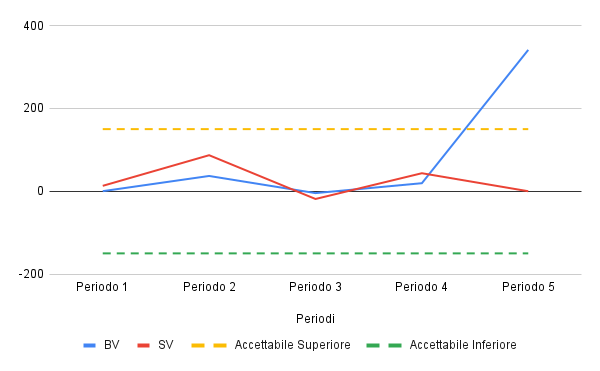 400
200
0
-200
Periodo 1 Periodo 2 Periodo 3 Periodo 4 Periodo 5
Periodi
BV SV Accettabile Superiore Accettabile Inferiore